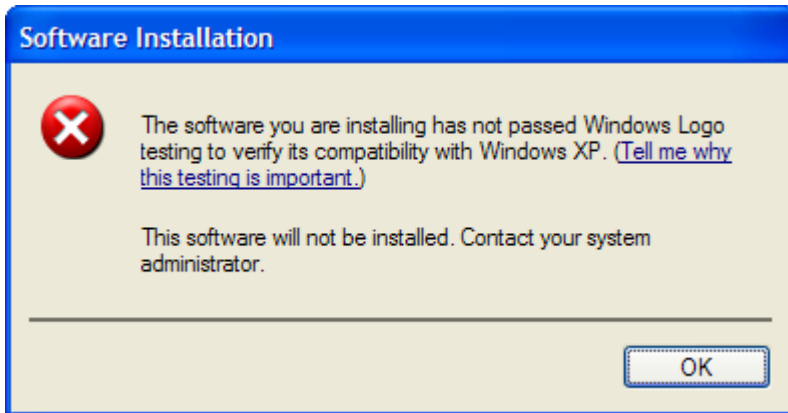 Software Installation
The software you are installing has not passed Windows Logo
testing to verify its compatibility with Windows XP. (Tell me why
this testing is important.)
This software will not be installed. Contact your system
administrator.
OK